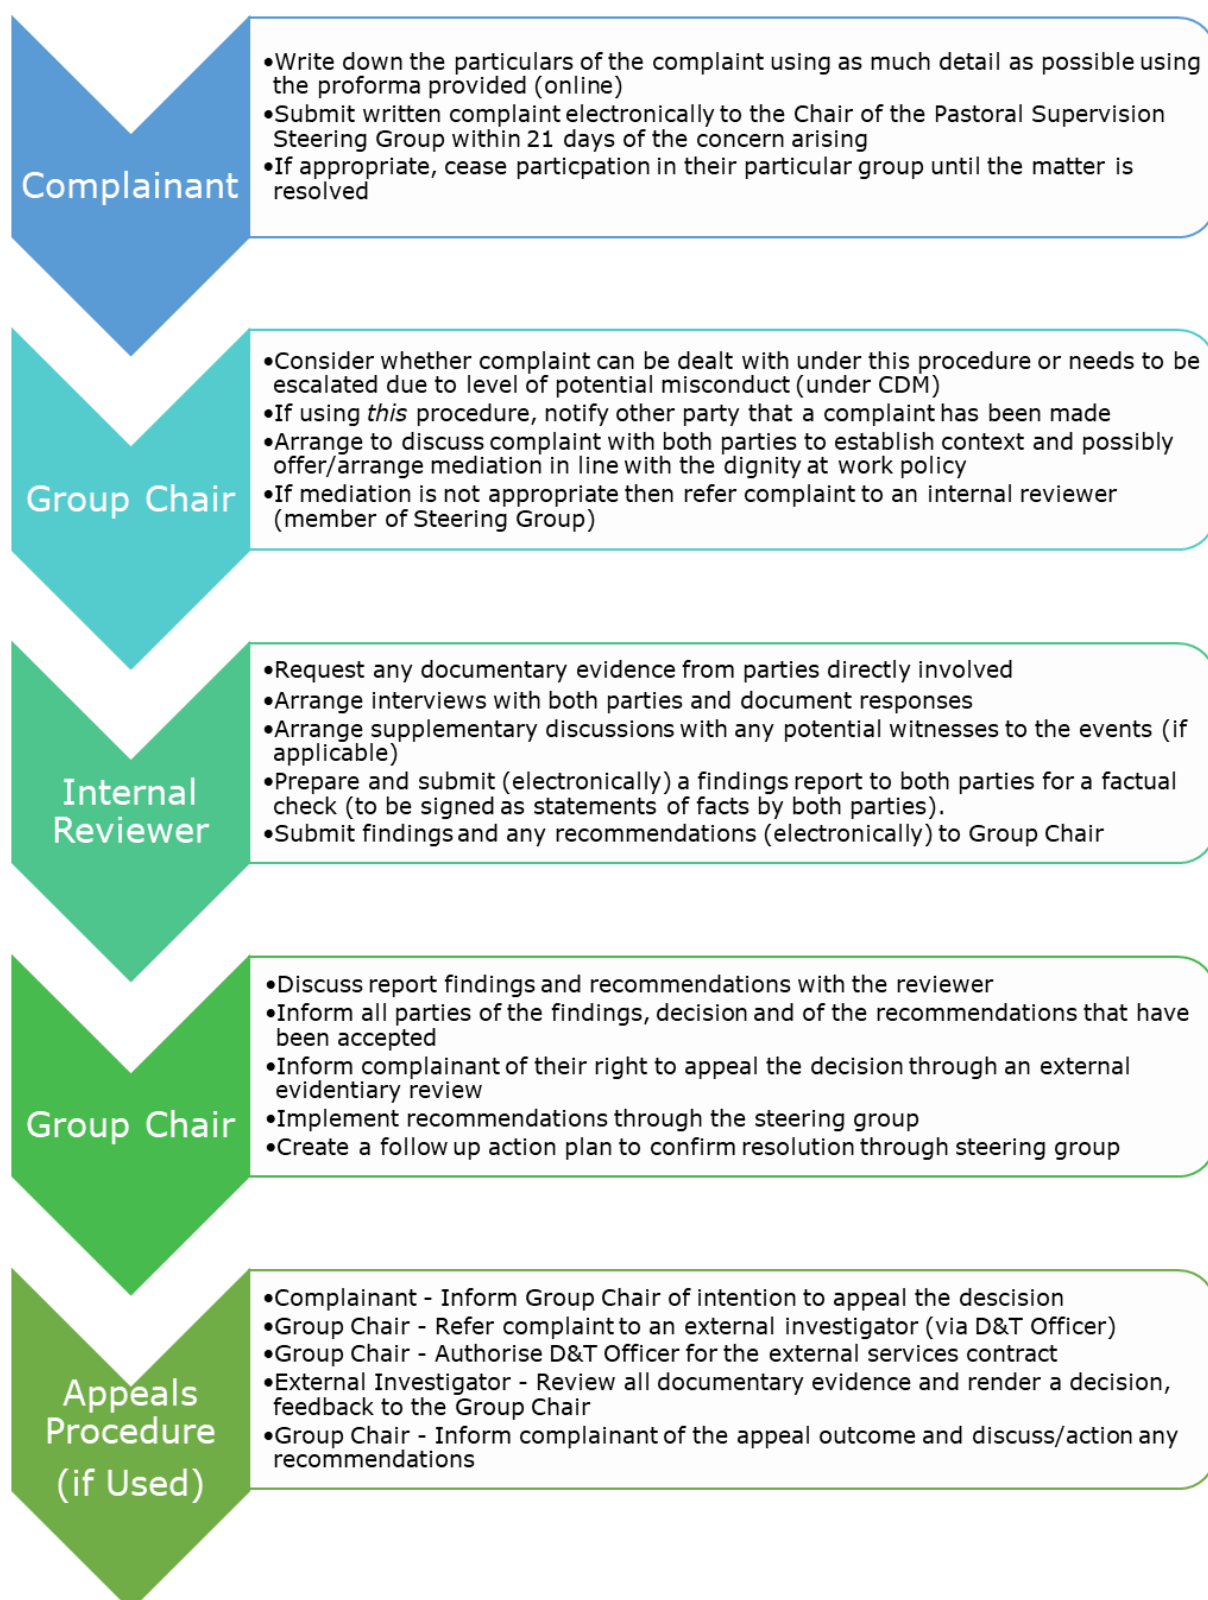 Complainant
•Write down the particulars of the complaint using as much detail as possible using
the proforma provided (online)
•Submit written complaint electronically to the Chair of the Pastoral Supervision
Steering Group within 21 days of the concern arising
•If appropriate, cease particpation in their particular group until the matter is
resolved
Group Chair
•Consider whether complaint can be dealt with under this procedure or needs to be
escalated due to level of potential misconduct (under CDM)
•If using this procedure, notify other party that a complaint has been made
•Arrange to discuss complaint with both parties to establish context and possibly
offer/arrange mediation in line with the dignity at work policy
•If mediation is not appropriate then refer complaint to an internal reviewer
(member of Steering Group)
Internal
Reviewer
•Request any documentary evidence from parties directly involved
•Arrange interviews with both parties and document responses
•Arrange supplementary discussions with any potential witnesses to the events (if
applicable)
•Prepare and submit (electronically) a findings report to both parties for a factual
check (to be signed as statements of facts by both parties).
•Submit findings and any recommendations (electronically) to Group Chair
Group Chair
•Discuss report findings and recommendations with the reviewer
•Inform all parties of the findings, decision and of the recommendations that have
been accepted
•Inform complainant of their right to appeal the decision through an external
evidentiary review
•Implement recommendations through the steering group
•Create a follow up action plan to confirm resolution through steering group
Appeals
Procedure
(if Used)
•Complainant - Inform Group Chair of intention to appeal the descision
•Group Chair - Refer complaint to an external investigator (via D&T Officer)
•Group Chair - Authorise D&T Officer for the external services contract
•External Investigator - Review all documentary evidence and render a decision,
feedback to the Group Chair
•Group Chair - Inform complainant of the appeal outcome and discuss/action any
recommendations